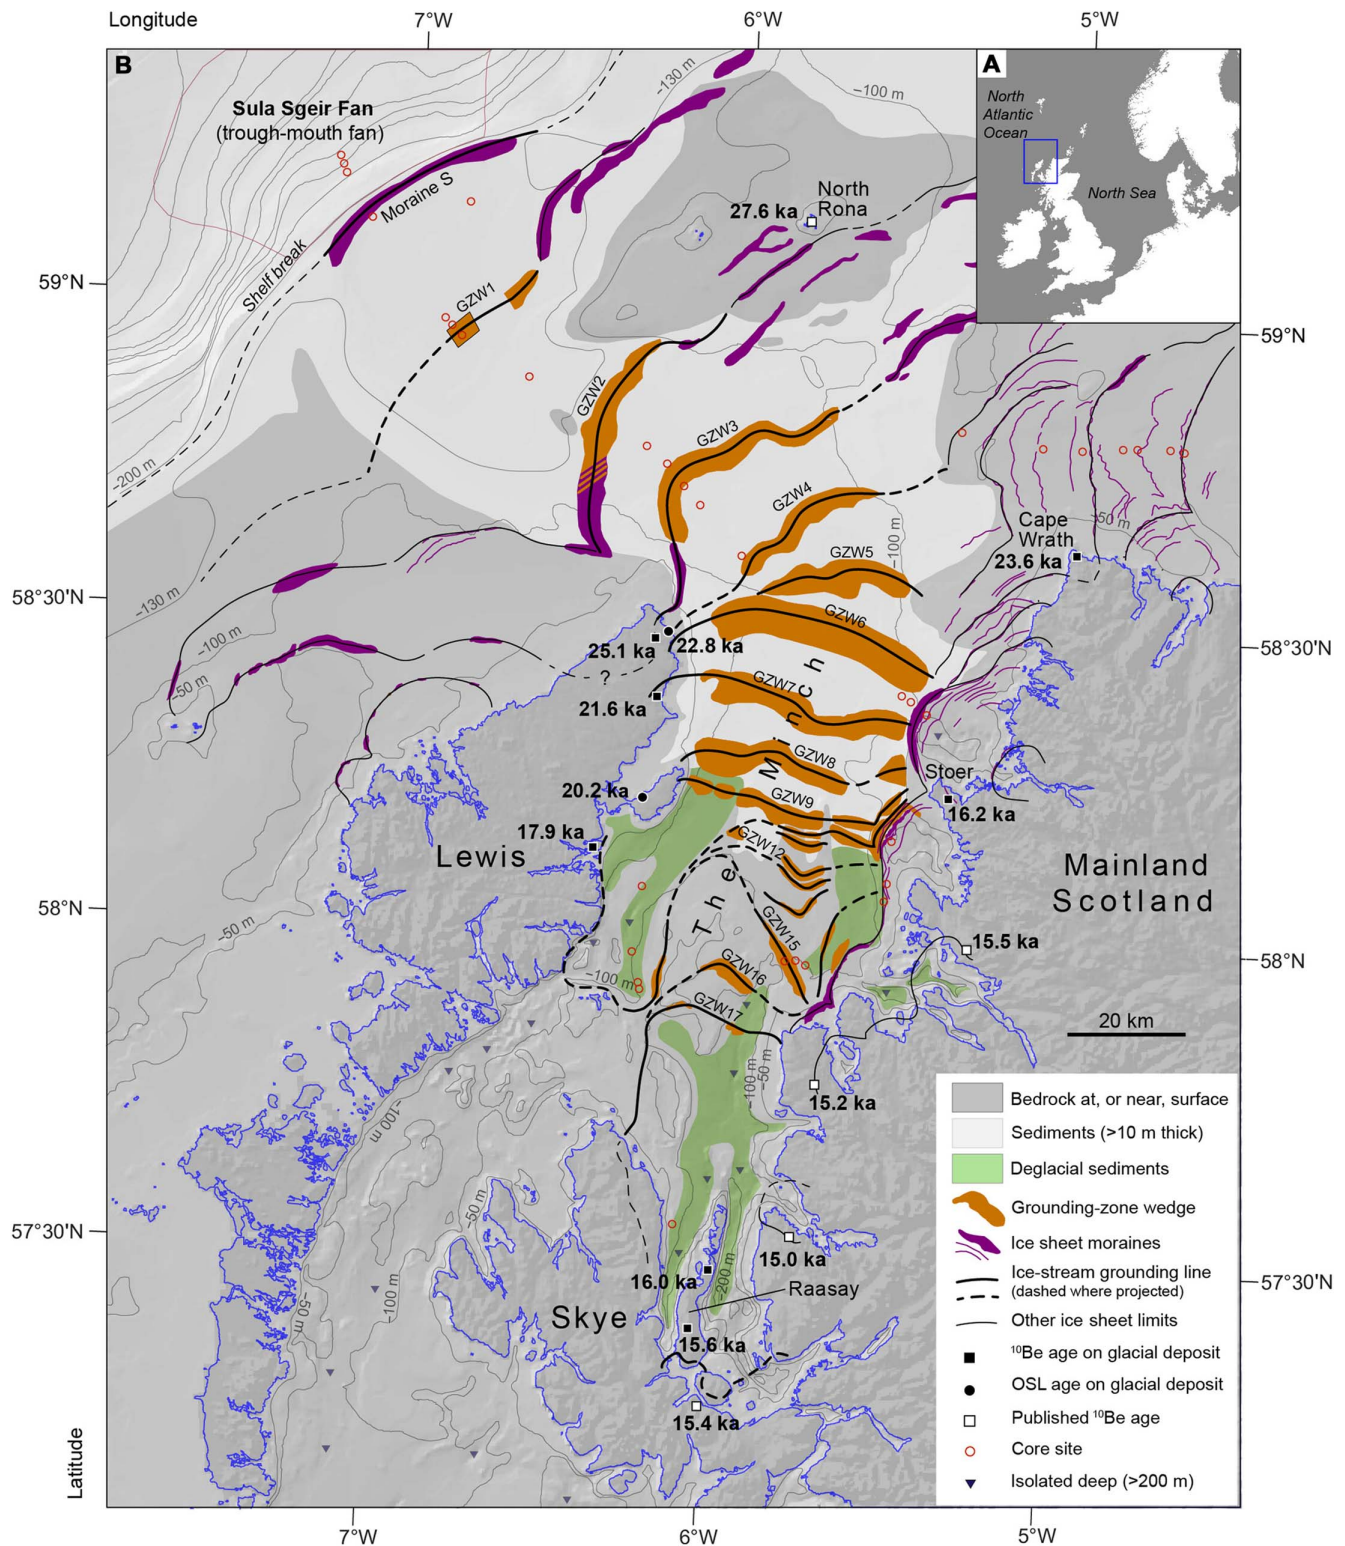 Longitude
7°W
6°W
5°W
B
A
North
Atlantic
Ocean
North Sea
Sula Sgeir Fan
(trough-mouth fan)
−130 m
−100 m
Moraine S
Shelf break
North
Rona
27.6 ka
59°N
59°N
GZW1
GZW2
GZW3
GZW4
GZW5
GZW6
−200 m
−100 m
−50 m
Cape
Wrath
23.6 ka
−130 m
−100 m
−50 m
58°30'N
58°30'N
25.1 ka
22.8 ka
?
21.6 ka
GZW7
GZW8
GZW9
The Minch
Stoer
16.2 ka
20.2 ka
17.9 ka
Lewis
GZW12
GZW15
GZW16
GZW17
Mainland
Scotland
−50 m
58°N
58°N
15.5 ka
−100 m
20 km
−100 m
−50 m
15.2 ka
−100 m
−50 m
57°30'N
57°30'N
15.0 ka
16.0 ka
−200 m
Raasay
−100 m
−50 m
Skye
15.6 ka
15.4 ka
Latitude
7°W
6°W
5°W
Bedrock at, or near, surface
Sediments (>10 m thick)
Deglacial sediments
Grounding-zone wedge
Ice sheet moraines
Ice-stream grounding line
(dashed where projected)
Other ice sheet limits
¹⁰Be age on glacial deposit
OSL age on glacial deposit
Published ¹⁰Be age
Core site
Isolated deep (>200 m)